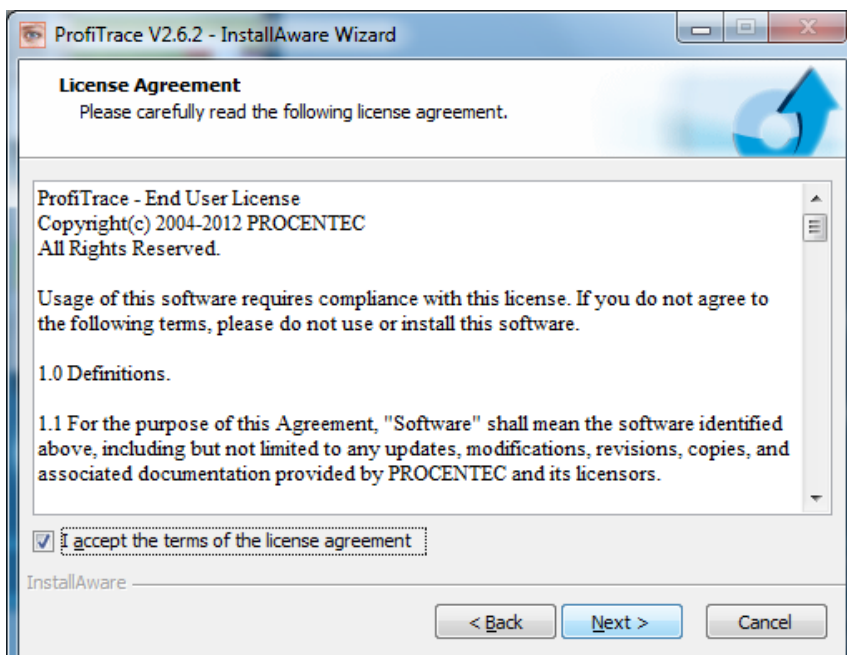 ProfiTrace V2.6.2 - InstallAware Wizard
License Agreement
Please carefully read the following license agreement.
ProfiTrace - End User License
Copyright(c) 2004-2012 PROCENTEC
All Rights Reserved.
Usage of this software requires compliance with this license. If you do not agree to
the following terms, please do not use or install this software.
1.0 Definitions.
1.1 For the purpose of this Agreement, "Software" shall mean the software identified
above, including but not limited to any updates, modifications, revisions, copies, and
associated documentation provided by PROCENTEC and its licensors.
I accept the terms of the license agreement
InstallAware
< Back Next > Cancel